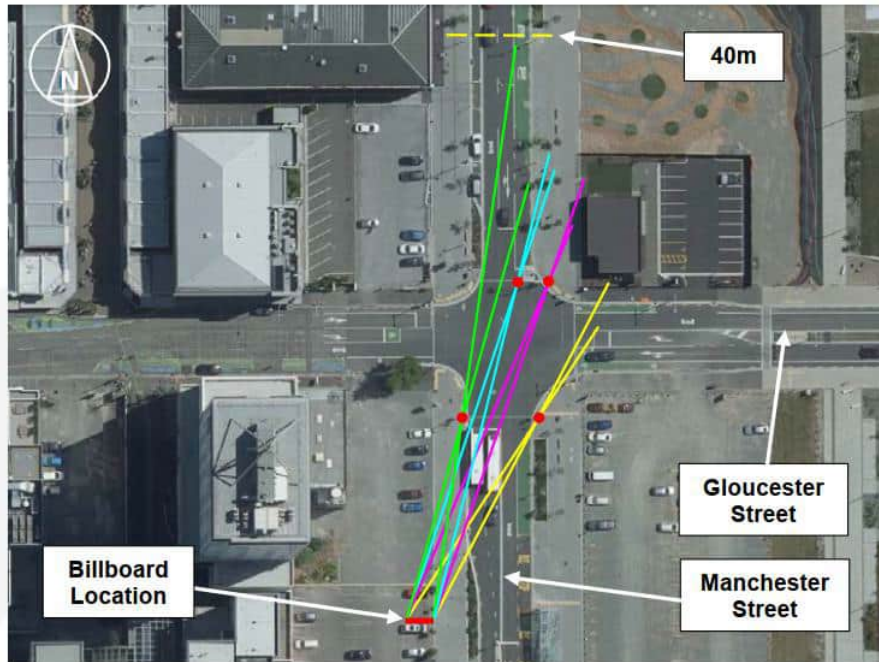 N
40m
Gloucester
Street
Billboard
Location
Manchester
Street